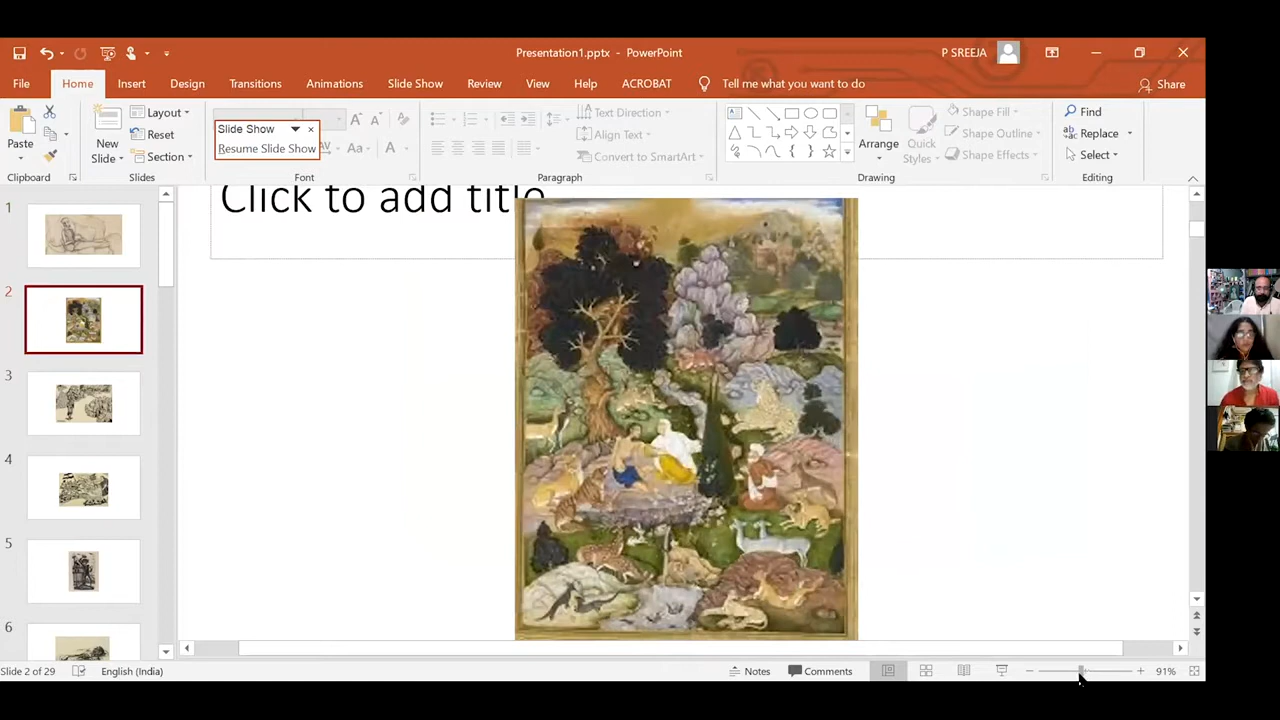 Presentation1.pptx - PowerPoint
P SREEJA
File Home Insert Design Transitions Animations Slide Show Review View Help ACROBAT Tell me what you want to do Share
Paste
Clipboard
New Slide
Layout
Reset
Section
Slides
Slide Show
Resume Slide Show
Aa
A
Font
Text Direction
Align Text
Convert to SmartArt
Paragraph
Arrange
Quick Styles
Shape Fill
Shape Outline
Shape Effects
Drawing
Find
Replace
Select
Editing
1
2
3
4
5
6
Click to add title
Slide 2 of 29 English (India) Notes Comments 91%